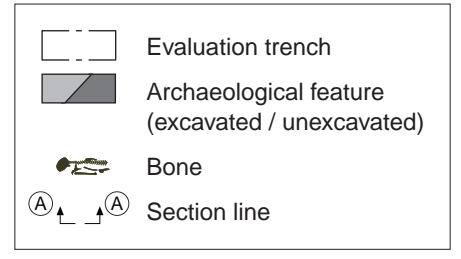 Evaluation trench
Archaeological feature
(excavated / unexcavated)
Bone
A A Section line